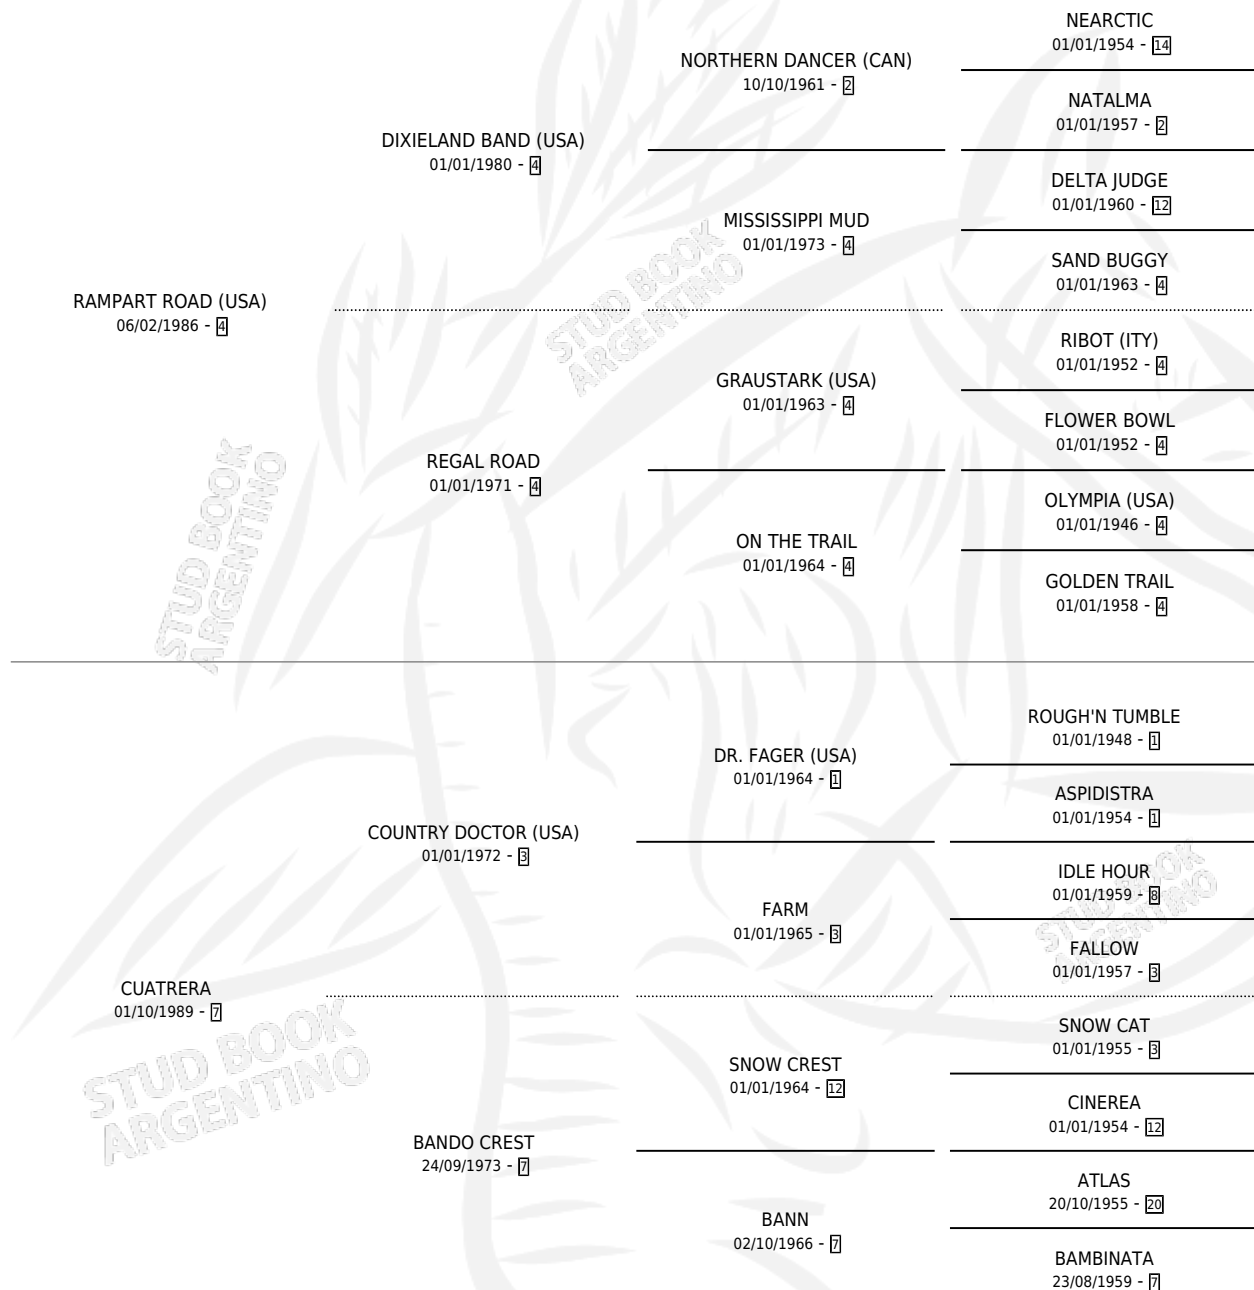 NEARCTIC
01/01/1954 - 14
NORTHERN DANCER (CAN)
10/10/1961 - 2
NATALMA
01/01/1957 - 2
DIXIELAND BAND (USA)
01/01/1980 - 4
DELTA JUDGE
01/01/1960 - 12
MISSISSIPPI MUD
01/01/1973 - 4
SAND BUGGY
01/01/1963 - 4
RAMPART ROAD (USA)
06/02/1986 - 4
STUD BOOK
ARGENTINO
RIBOT (ITY)
01/01/1952 - 4
GRAUSTARK (USA)
01/01/1963 - 4
FLOWER BOWL
01/01/1952 - 4
REGAL ROAD
01/01/1971 - 4
OLYMPIA (USA)
01/01/1946 - 4
ON THE TRAIL
01/01/1964 - 4
GOLDEN TRAIL
01/01/1958 - 4
STUD BOOK
ARGENTINO
ROUGH'N TUMBLE
01/01/1948 - 1
DR. FAGER (USA)
01/01/1964 - 1
ASPIDISTRA
01/01/1954 - 1
COUNTRY DOCTOR (USA)
01/01/1972 - 3
IDLE HOUR
01/01/1959 - 8
FARM
01/01/1965 - 3
FALLOW
01/01/1957 - 3
STUD BOOK
ARGENTINO
CUATRERA
01/10/1989 - 7
SNOW CAT
01/01/1955 - 3
SNOW CREST
01/01/1964 - 12
CINEREA
01/01/1954 - 12
STUD BOOK
ARGENTINO
BANDO CREST
24/09/1973 - 7
ATLAS
20/10/1955 - 20
BANN
02/10/1966 - 7
BAMBINATA
23/08/1959 - 7